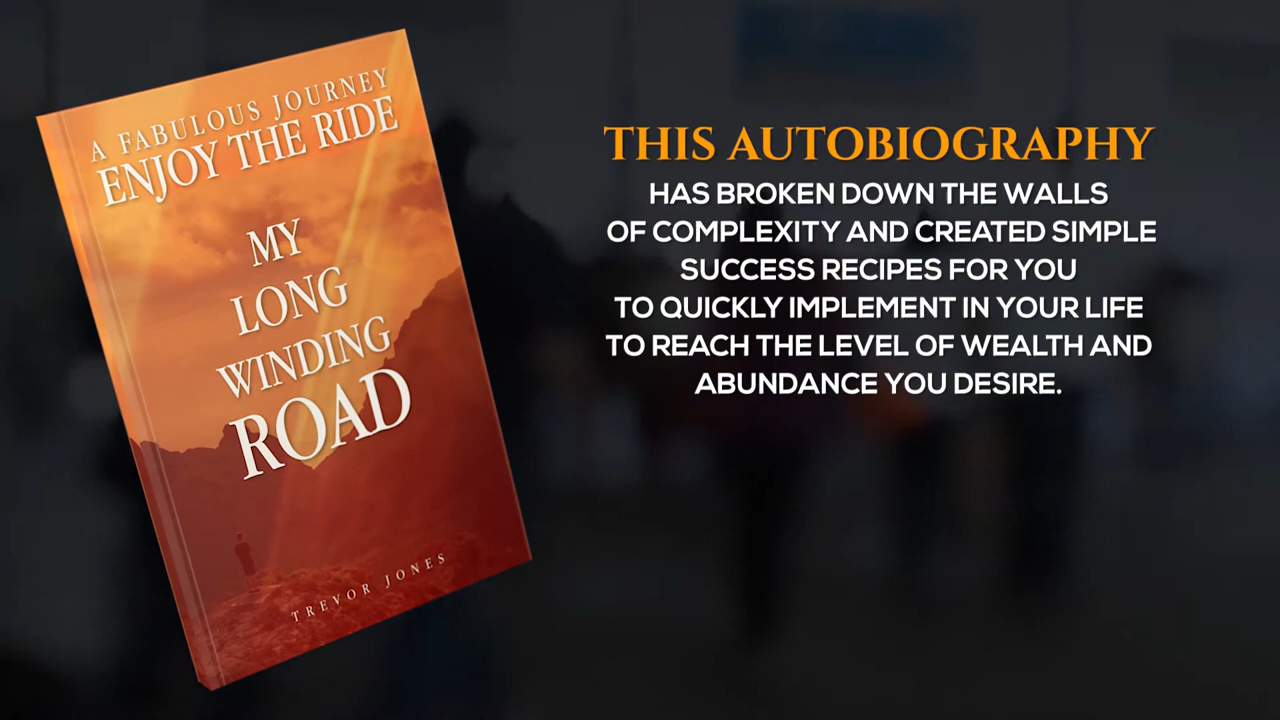 A FABULOUS JOURNEY
ENJOY THE RIDE
MY
LONG
WINDING
ROAD
TREVOR JONES
THIS AUTOBIOGRAPHY
HAS BROKEN DOWN THE WALLS
OF COMPLEXITY AND CREATED SIMPLE
SUCCESS RECIPES FOR YOU
TO QUICKLY IMPLEMENT IN YOUR LIFE
TO REACH THE LEVEL OF WEALTH AND
ABUNDANCE YOU DESIRE.